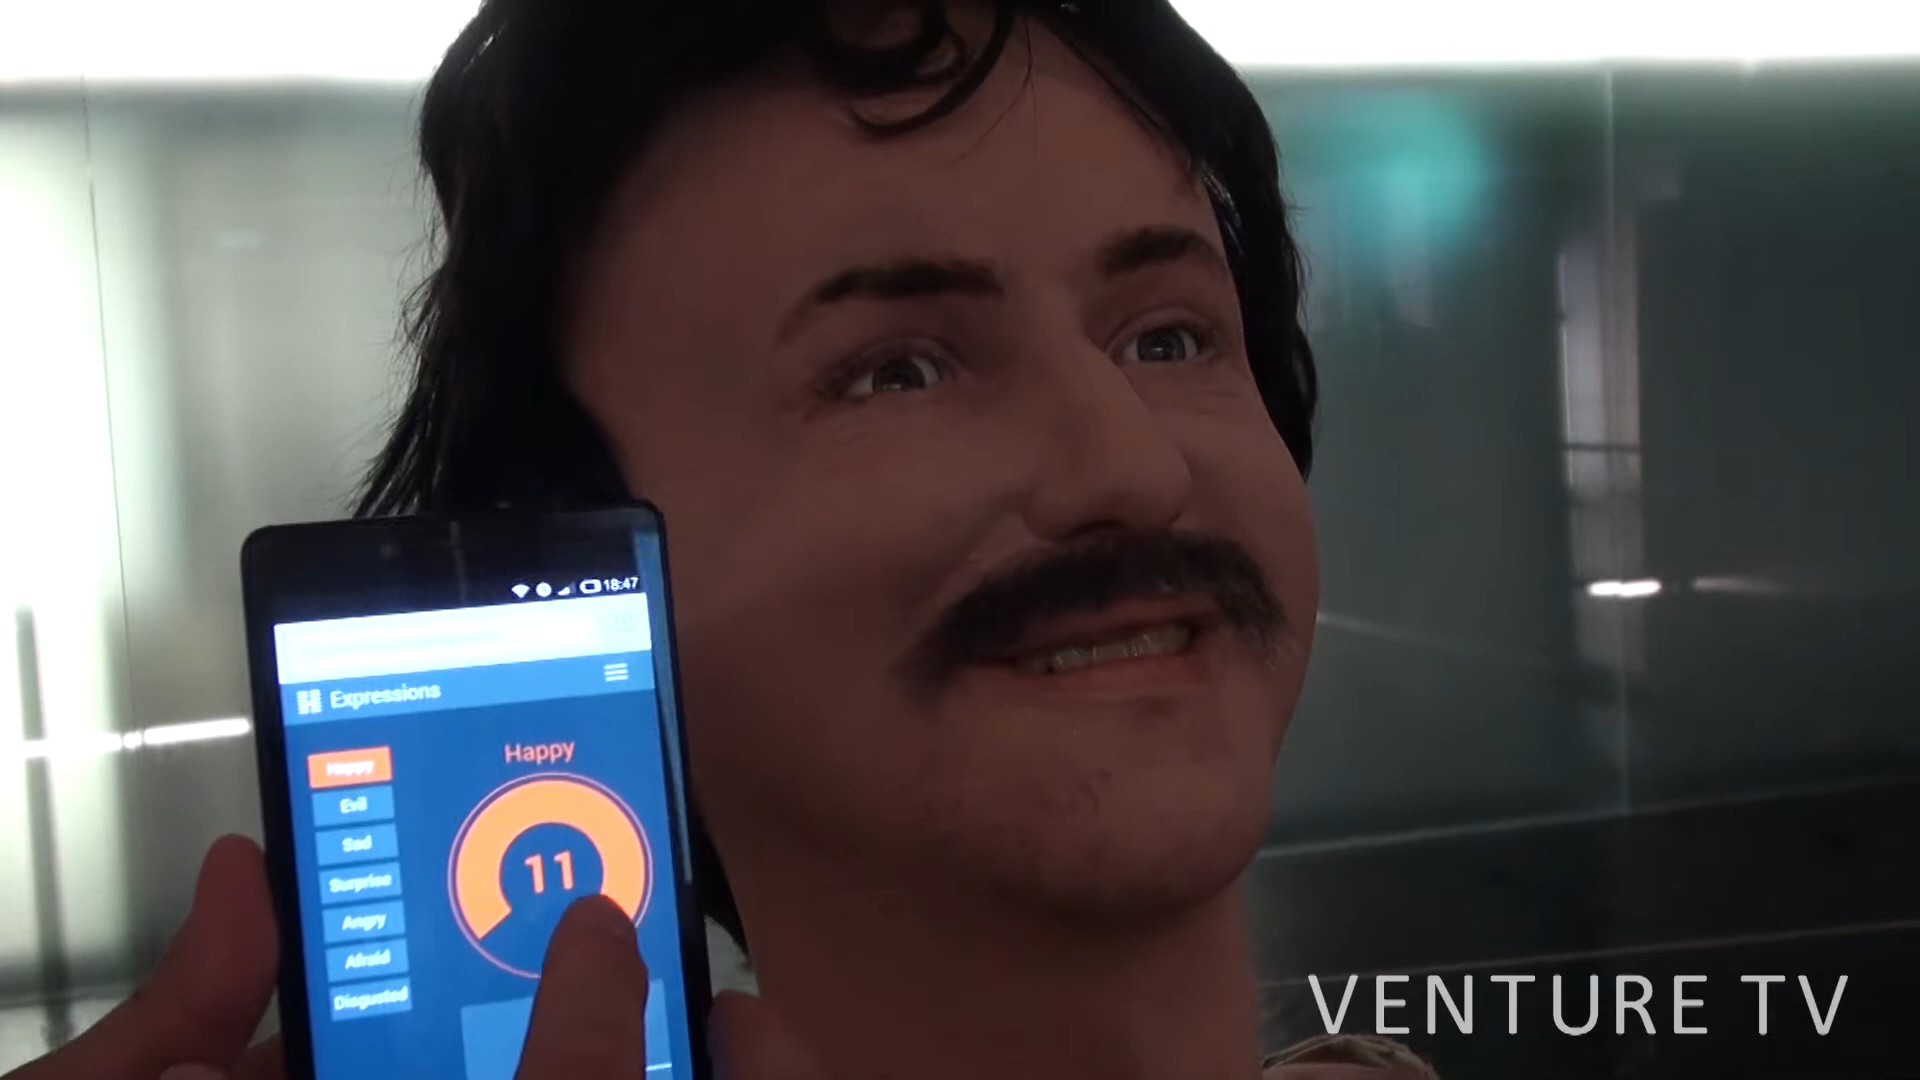 18:47
Expressions
Happy
Happy
Evil
11
Sad
Surprise
Angry
Afraid
Disgusted
VENTURE TV